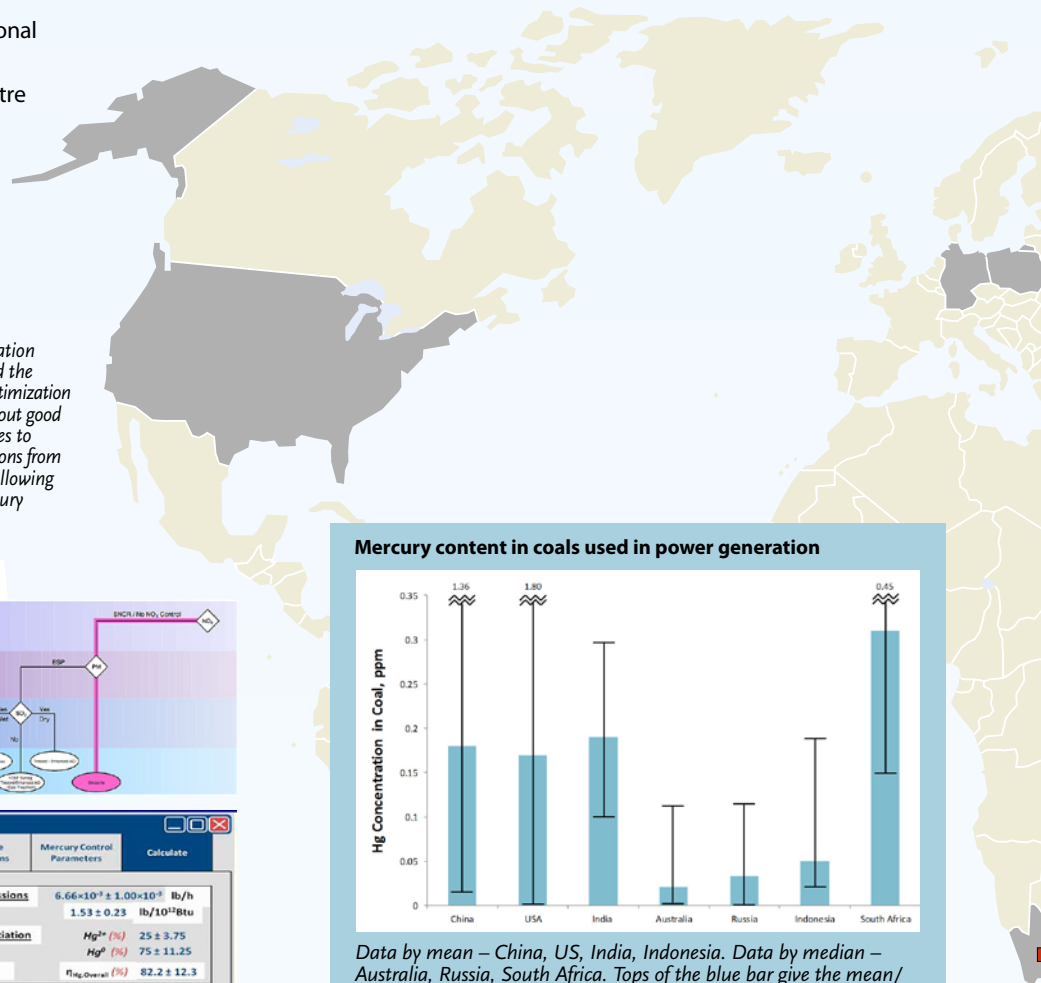 onal
tre
ation
d the
timization
out good
es to
ons from
llowing
ury
SNCR / No NOx Control
NOx
ESP
PM
Yes
SO2
Yes
Dry
No
Mercury Control
Parameters
Calculate
ssions
6.66×10⁻³ ± 1.00×10⁻³ lb/h
1.53 ± 0.23 lb/10¹²Btu
iation
Hg²⁺ (%) 25 ± 3.75
Hg⁰ (%) 75 ± 11.25
ηHg,Overall (%) 82.2 ± 12.3
Mercury content in coals used in power generation
1.36
1.80
0.45
0.35
0.3
0.25
0.2
0.15
0.1
0.05
0
Hg Concentration in Coal, ppm
China
USA
India
Australia
Russia
Indonesia
South Africa
Data by mean – China, US, India, Indonesia. Data by median –
Australia, Russia, South Africa. Tops of the blue bar give the mean/